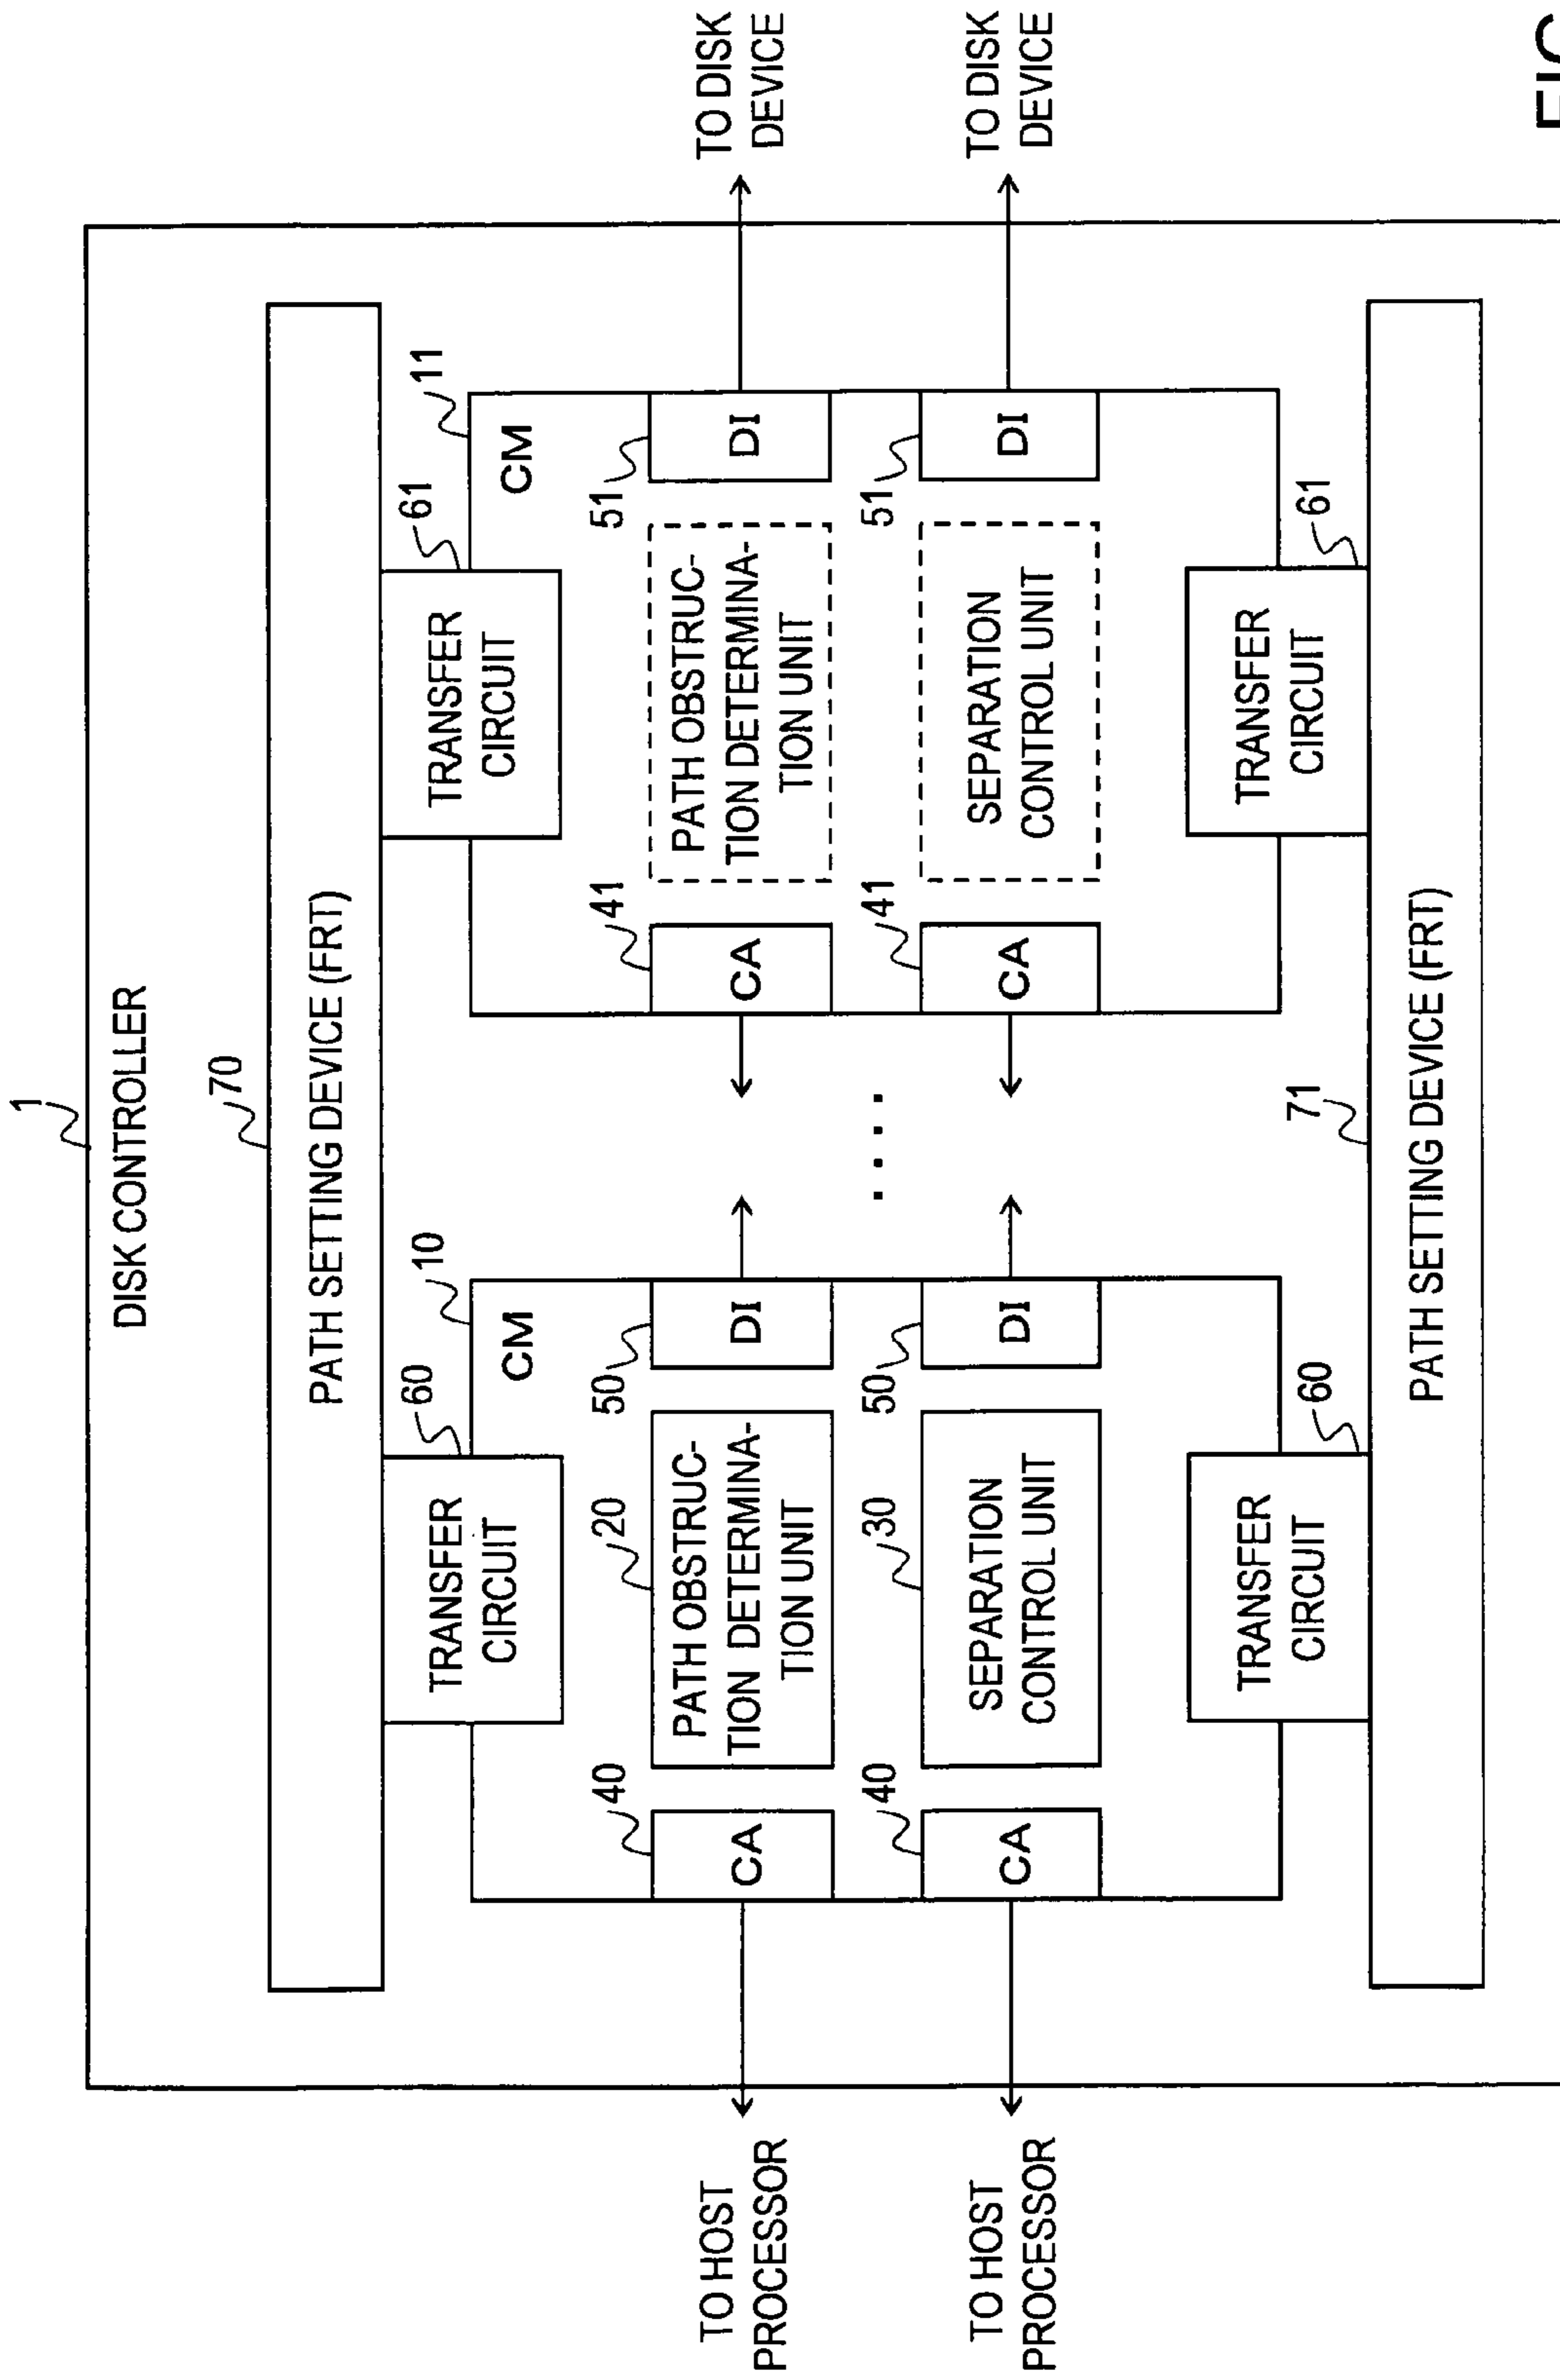 1
DISK CONTROLLER
70
PATH SETTING DEVICE (FRT)
60
10
61
11
TRANSFER
CIRCUIT
CM
TRANSFER
CIRCUIT
CM
40
20
50
41
51
TO HOST
PROCESSOR
CA
PATH OBSTRUC-
TION DETERMINA-
TION UNIT
DI
CA
PATH OBSTRUC-
TION DETERMINA-
TION UNIT
DI
TO DISK
DEVICE
....
40
30
50
41
51
TO HOST
PROCESSOR
CA
SEPARATION
CONTROL UNIT
DI
CA
SEPARATION
CONTROL UNIT
DI
TO DISK
DEVICE
TRANSFER
CIRCUIT
60
71
TRANSFER
CIRCUIT
61
PATH SETTING DEVICE (FRT)